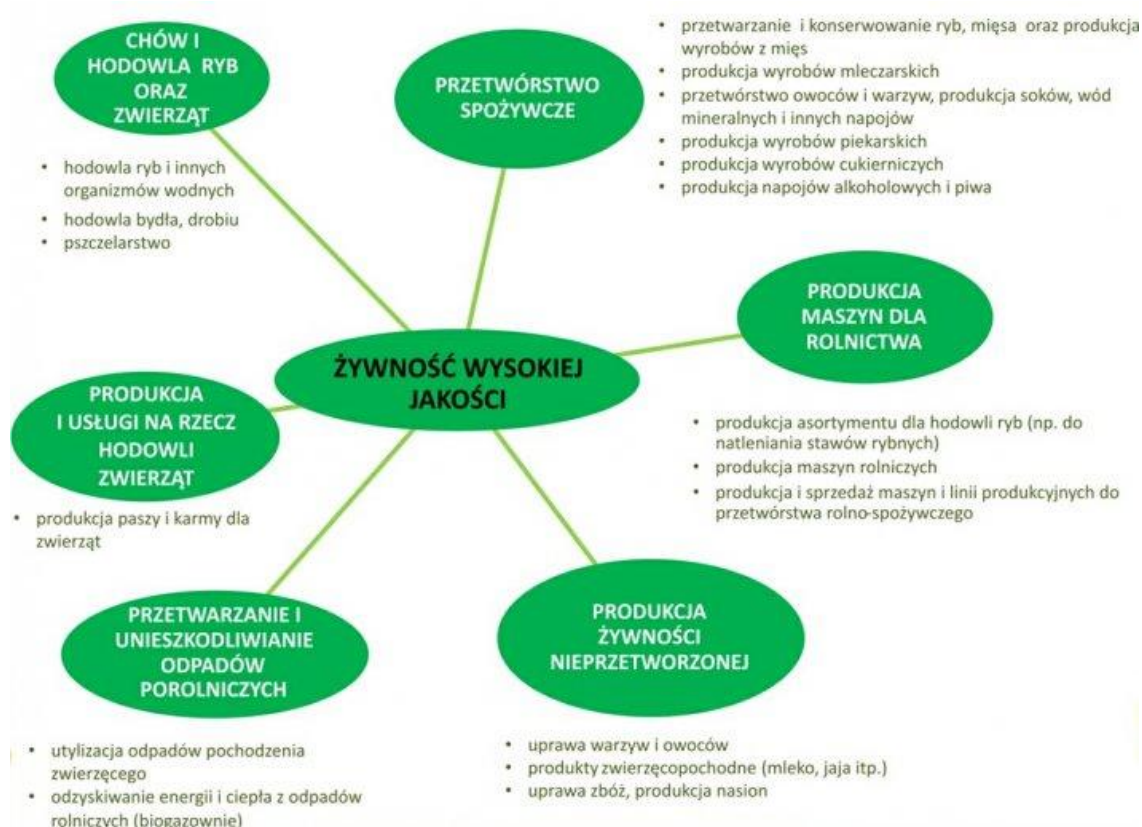 CHÓW I
HODOWLA RYB
ORAZ
ZWIERZĄT
• hodowla ryb i innych
organizmów wodnych
• hodowla bydła, drobiu
• pszczelarstwo
PRZETWÓRSTWO
SPOŻYWCZE
• przetwarzanie i konserwowanie ryb, mięsa oraz produkcja
wyrobów z mięs
• produkcja wyrobów mleczarskich
• przetwórstwo owoców i warzyw, produkcja soków, wód
mineralnych i innych napojów
• produkcja wyrobów piekarskich
• produkcja wyrobów cukierniczych
• produkcja napojów alkoholowych i piwa
PRODUKCJA
MASZYN DLA
ROLNICTWA
• produkcja asortymentu dla hodowli ryb (np. do
natleniania stawów rybnych)
• produkcja maszyn rolniczych
• produkcja i sprzedaż maszyn i linii produkcyjnych do
przetwórstwa rolno-spożywczego
ŻYWNOŚĆ WYSOKIEJ
JAKOŚCI
PRODUKCJA
I USŁUGI NA RZECZ
HODOWLI
ZWIERZĄT
• produkcja paszy i karmy dla
zwierząt
PRZETWARZANIE I
UNIESZKODLIWIANIE
ODPADÓW
POROLNICZYCH
• utylizacja odpadów pochodzenia
zwierzęcego
• odzyskiwanie energii i ciepła z odpadów
rolniczych (biogazownie)
PRODUKCJA
ŻYWNOŚCI
NIEPRZETWORZONEJ
• uprawa warzyw i owoców
• produkty zwierzęcopochodne (mleko, jaja itp.)
• uprawa zbóż, produkcja nasion